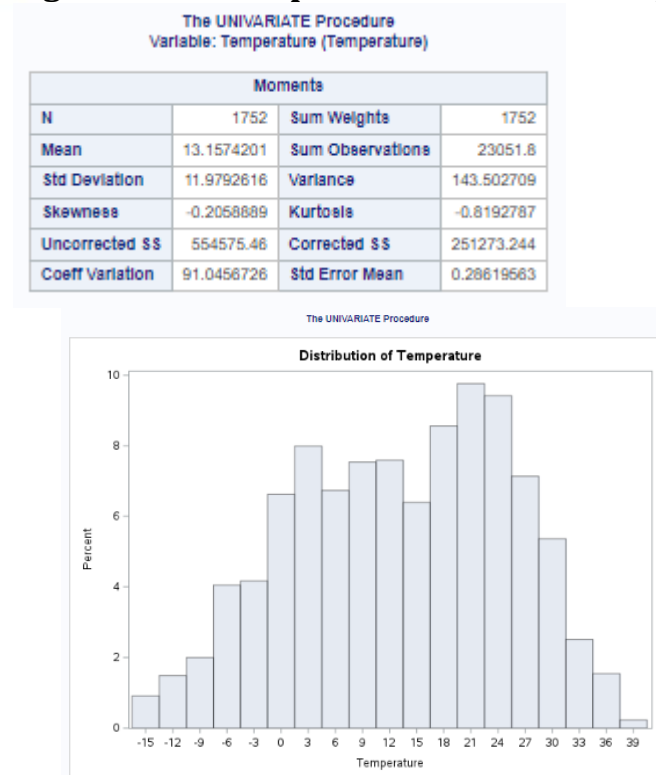 The UNIVARIATE Procedure
Variable: Temperature (Temperature)
Moments
N 1752 Sum Weights 1752
Mean 13.1574201 Sum Observations 23051.8
Std Deviation 11.9792616 Variance 143.502709
Skewness -0.2058889 Kurtosis -0.8192787
Uncorrected SS 554575.46 Corrected SS 251273.244
Coeff Variation 91.0456726 Std Error Mean 0.28619563
The UNIVARIATE Procedure
Distribution of Temperature
10
8
6
4
2
0
Percent
-15 -12 -9 -6 -3 0 3 6 9 12 15 18 21 24 27 30 33 36 39
Temperature